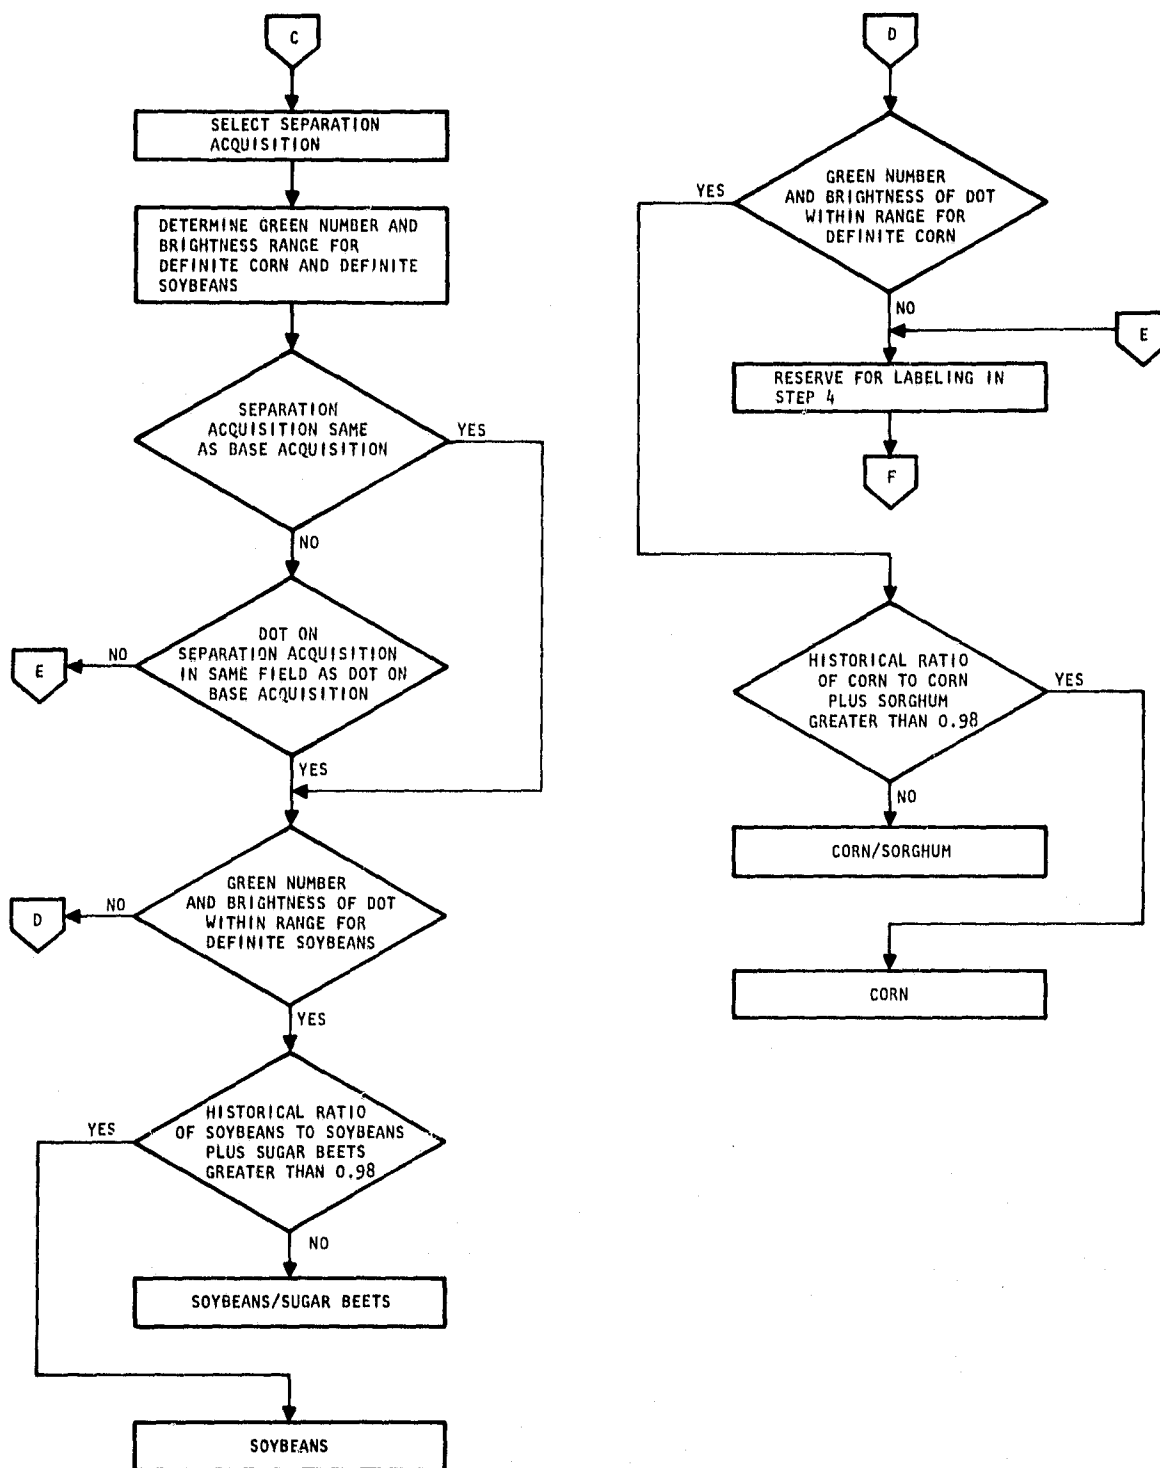 C
SELECT SEPARATION
ACQUISITION
DETERMINE GREEN NUMBER AND
BRIGHTNESS RANGE FOR
DEFINITE CORN AND DEFINITE
SOYBEANS
SEPARATION
ACQUISITION SAME
AS BASE ACQUISITION
YES
NO
DOT ON
SEPARATION ACQUISITION
IN SAME FIELD AS DOT ON
BASE ACQUISITION
NO
E
YES
GREEN NUMBER
AND BRIGHTNESS OF DOT
WITHIN RANGE FOR
DEFINITE SOYBEANS
NO
D
YES
HISTORICAL RATIO
OF SOYBEANS TO SOYBEANS
PLUS SUGAR BEETS
GREATER THAN 0.98
YES
NO
SOYBEANS/SUGAR BEETS
SOYBEANS
D
GREEN NUMBER
AND BRIGHTNESS OF DOT
WITHIN RANGE FOR
DEFINITE CORN
YES
NO
E
RESERVE FOR LABELING IN
STEP 4
F
HISTORICAL RATIO
OF CORN TO CORN
PLUS SORGHUM
GREATER THAN 0.98
YES
NO
CORN/SORGHUM
CORN